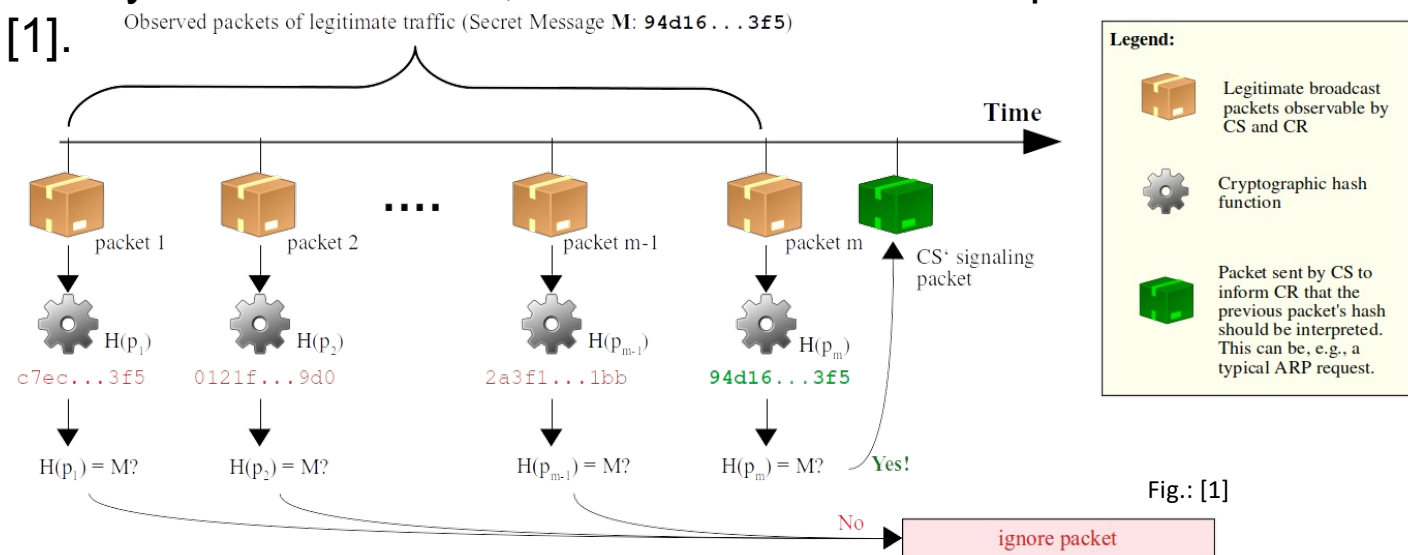 [1].
Observed packets of legitimate traffic (Secret Message M: 94d16...3f5)
Time
packet 1
packet 2
....
packet m-1
packet m
CS‘ signaling
packet
H(p1)
H(p2)
H(pm-1)
H(pm)
c7ec...3f5
0121f...9d0
2a3f1...1bb
94d16...3f5
H(p1) = M?
H(p2) = M?
H(pm-1) = M?
H(pm) = M?
Yes!
No
ignore packet
Fig.: [1]
Legend:
Legitimate broadcast
packets observable by
CS and CR
Cryptographic hash
function
Packet sent by CS to
inform CR that the
previous packet's hash
should be interpreted.
This can be, e.g., a
typical ARP request.